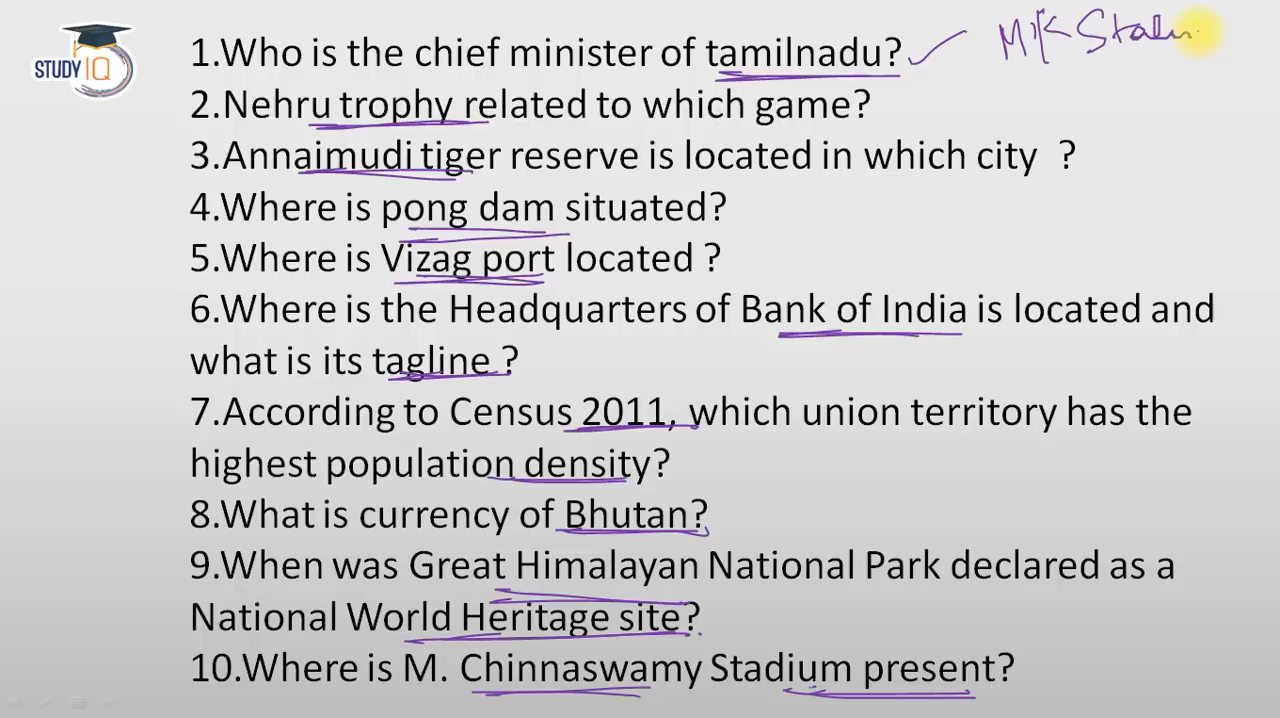 STUDY IQ
MK Stalin
1.Who is the chief minister of tamilnadu?
2.Nehru trophy related to which game?
3.Annaimudi tiger reserve is located in which city ?
4.Where is pong dam situated?
5.Where is Vizag port located ?
6.Where is the Headquarters of Bank of India is located and
what is its tagline ?
7.According to Census 2011, which union territory has the
highest population density?
8.What is currency of Bhutan?
9.When was Great Himalayan National Park declared as a
National World Heritage site?
10.Where is M. Chinnaswamy Stadium present?